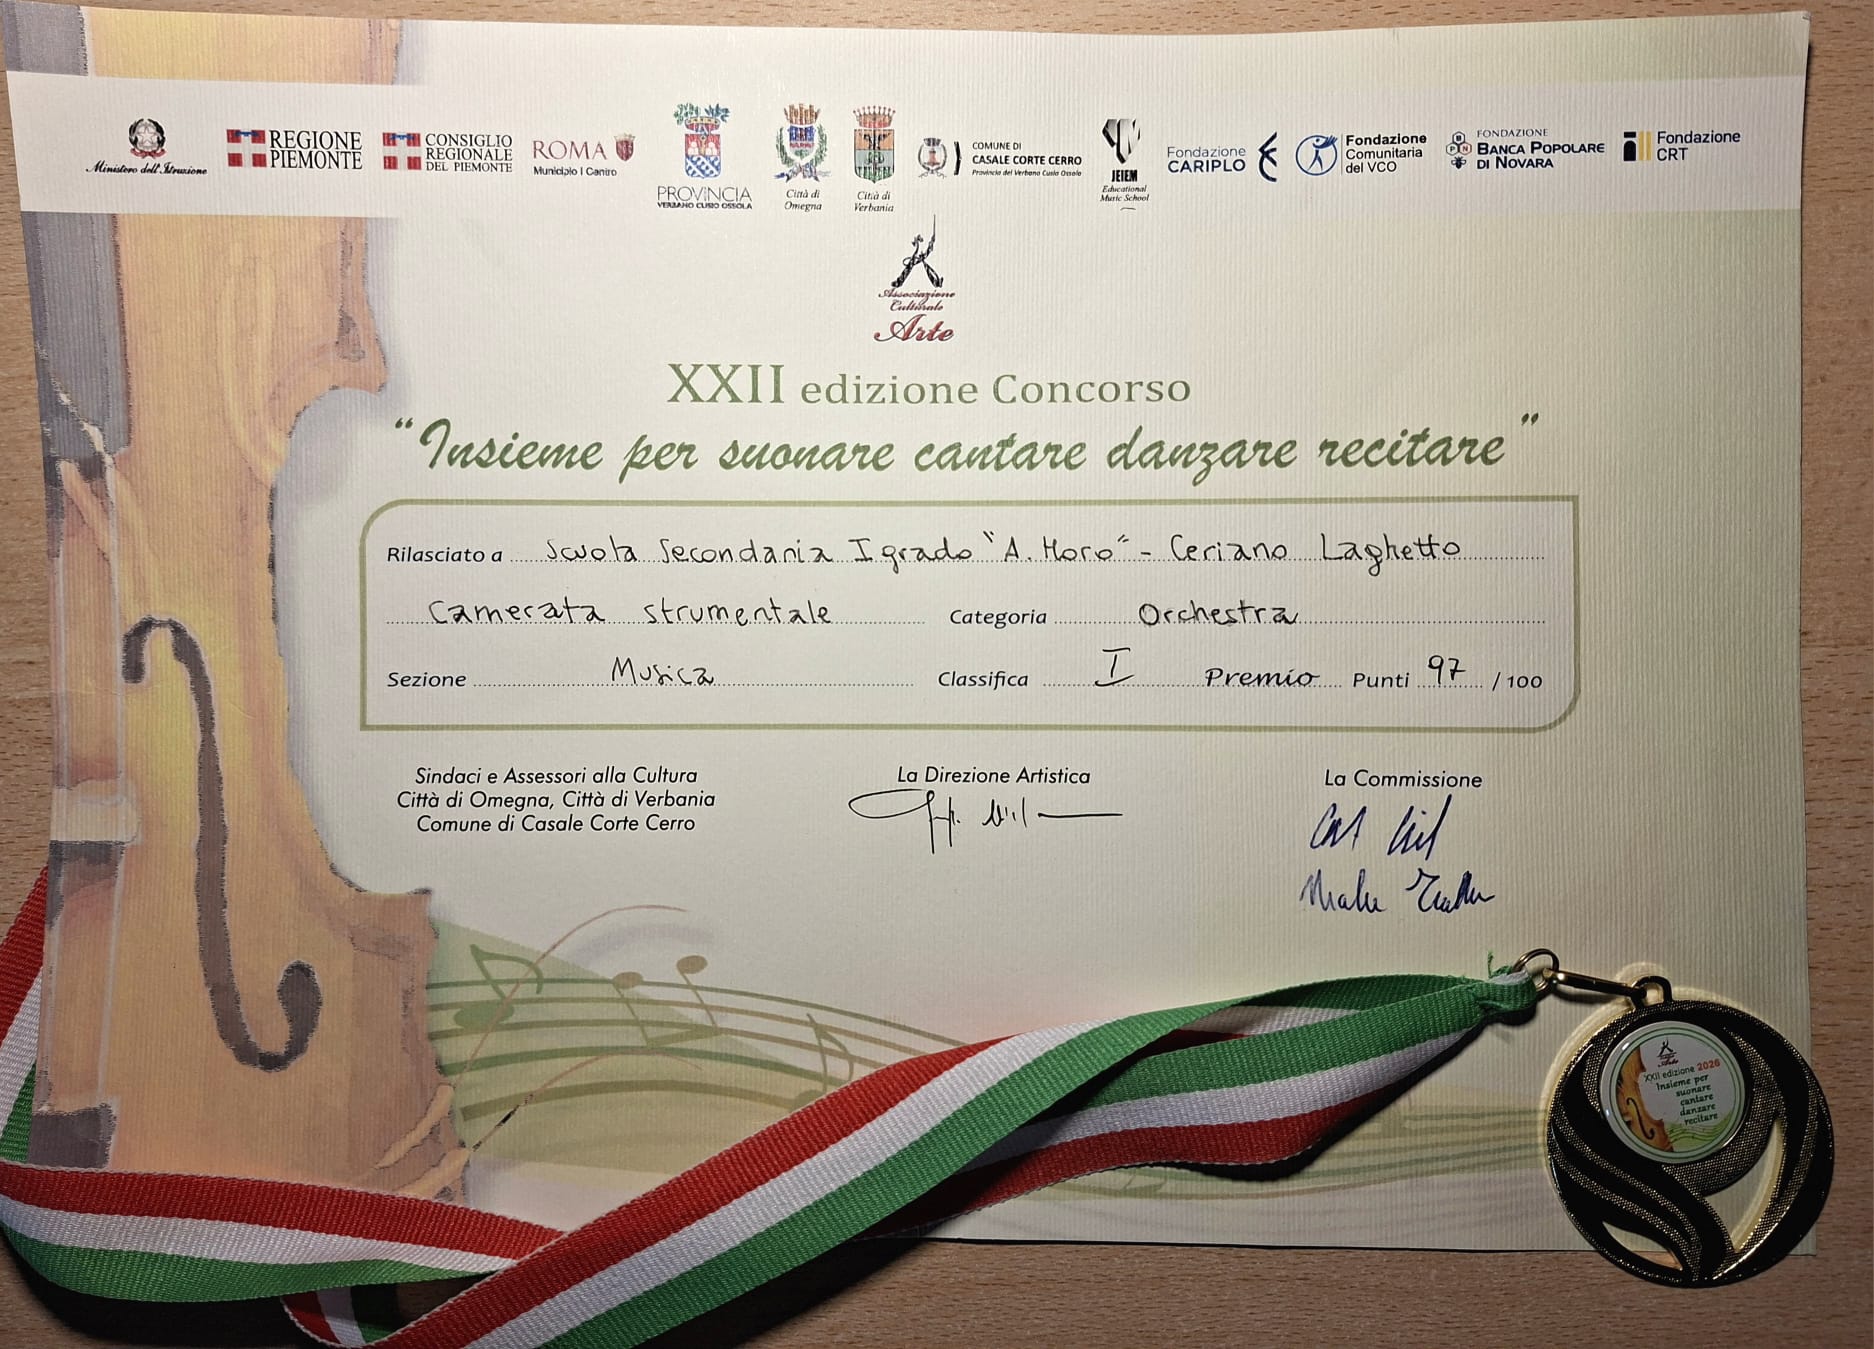 Ministero dell'Istruzione
REGIONE
PIEMONTE
CONSIGLIO
REGIONALE
DEL PIEMONTE
ROMA
Municipio I Centro
PROVINCIA
VERBANO CUSIO OSSOLA
Città di
Omegna
Città di
Verbania
COMUNE DI
CASALE CORTE CERRO
Provincia del Verbano Cusio Ossola
JEIEM
Educational
Music School
Fondazione
CARIPLO
Fondazione
Comunitaria
del VCO
B
P N
FONDAZIONE
BANCA POPOLARE
DI NOVARA
Fondazione
CRT
Associazione
Culturale
Arte
XXII edizione Concorso
"Insieme per suonare cantare danzare recitare"
Rilasciato a Scuola Secondaria I grado "A. Moro" - Ceriano Laghetto
Camerata strumentale Categoria Orchestra
Sezione Musica Classifica I Premio Punti 97 / 100
Sindaci e Assessori alla Cultura
Città di Omegna, Città di Verbania
Comune di Casale Corte Cerro
La Direzione Artistica
La Commissione
Arte
XXII edizione 2026
Insieme per
suonare
cantare
danzare
recitare